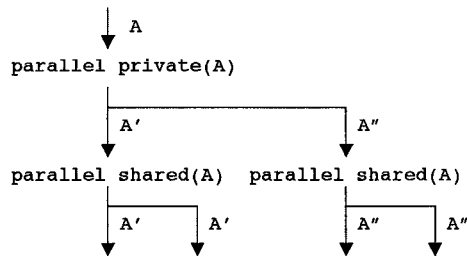 A
parallel private(A)
A′ A″
parallel shared(A) parallel shared(A)
A′ A′ A″ A″